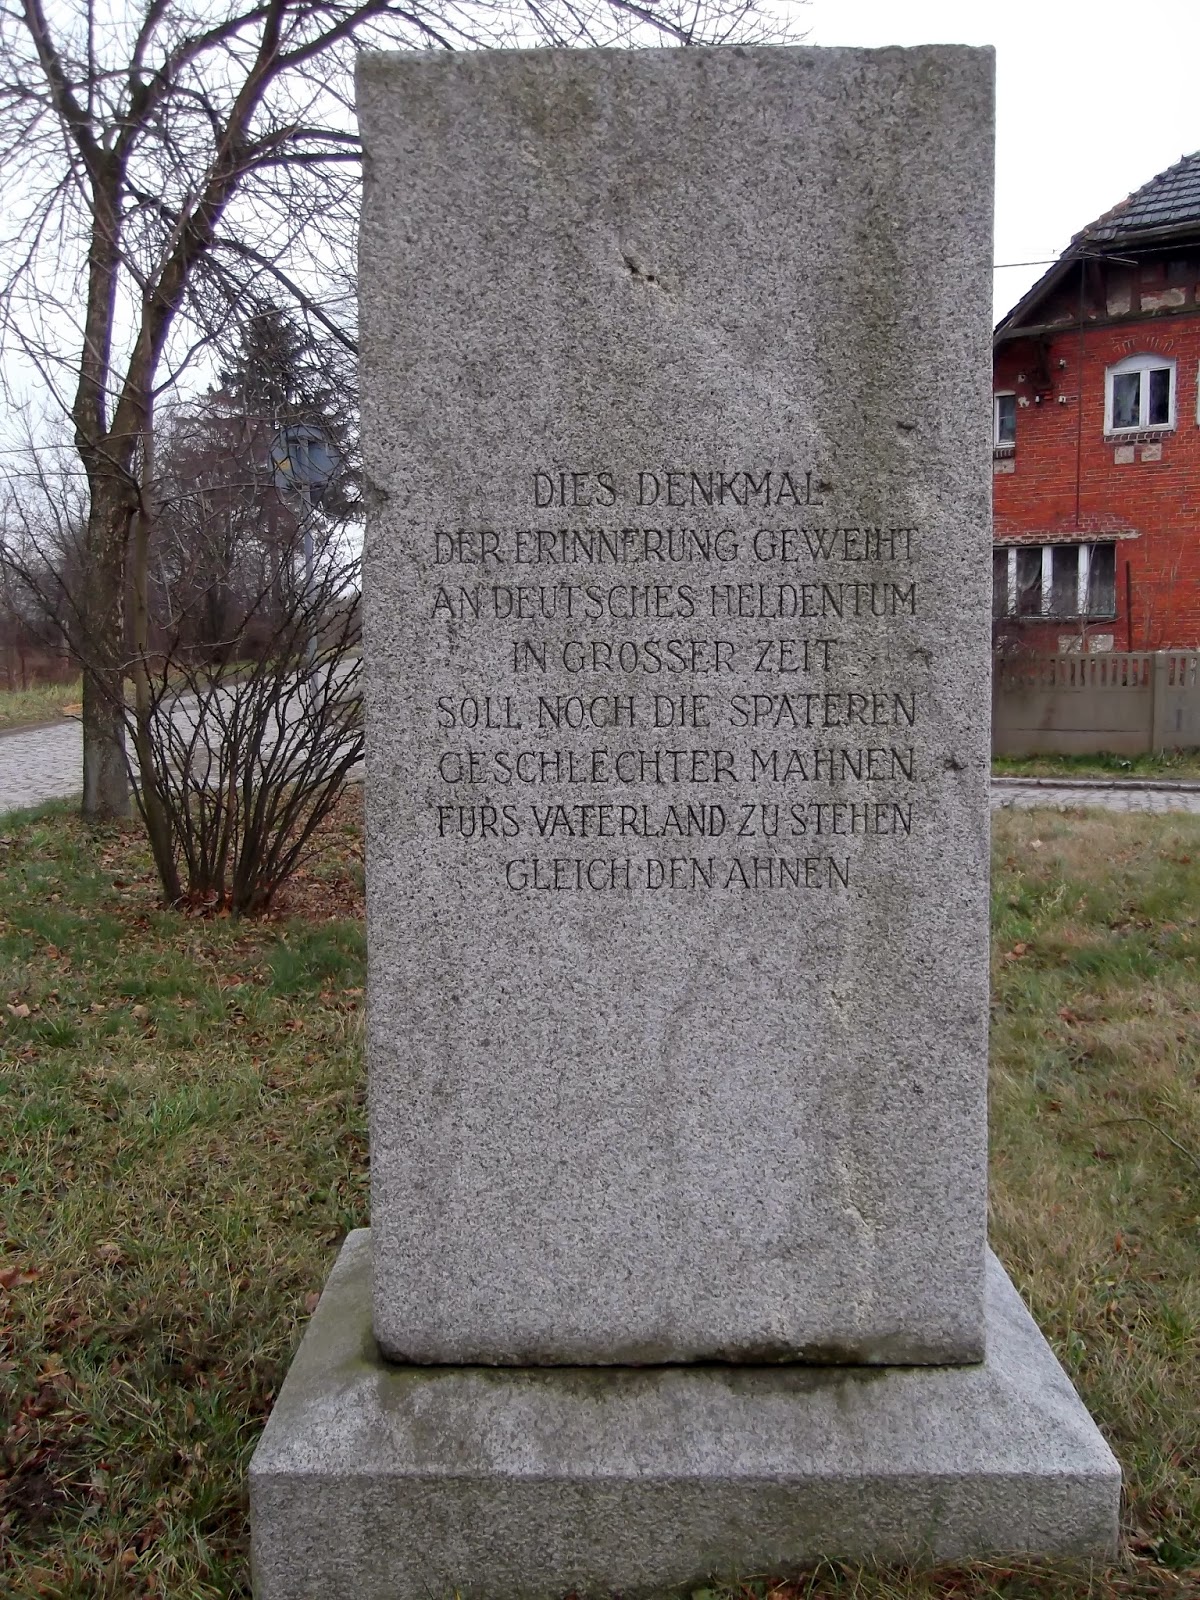 DIES DENKMAL
DER ERINNERUNG GEWEIHT
AN DEUTSCHES HELDENTUM
IN GROSSER ZEIT
SOLL NOCH DIE SPÄTEREN
GESCHLECHTER MAHNEN
FÜRS VATERLAND ZU STEHEN
GLEICH DEN AHNEN